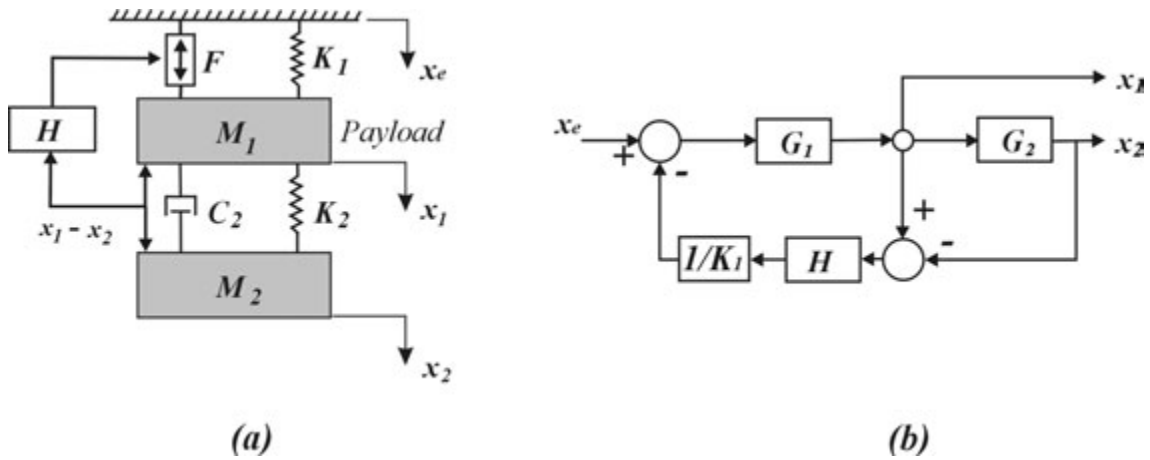 F
K1
xe
H
M1
Payload
x1 - x2
C2
K2
x1
M2
x2
(a)
x1
xe
+
-
G1
G2
x2
+
-
1/K1
H
(b)